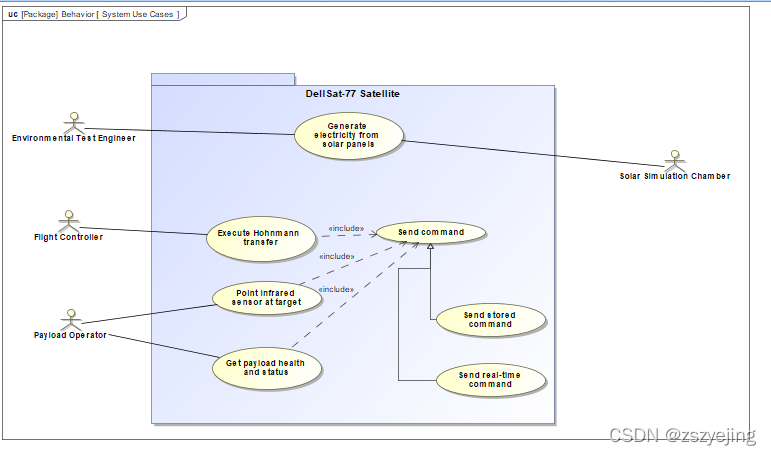 uc [Package] Behavior [ System Use Cases ]
DellSat-77 Satellite
Generate
electricity from
solar panels
Environmental Test Engineer
Solar Simulation Chamber
Flight Controller
Execute Hohnmann
transfer
«include»
Send command
«include»
Point infrared
sensor at target
«include»
Payload Operator
Send stored
command
Get payload health
and status
Send real-time
command
CSDN @zszyejing